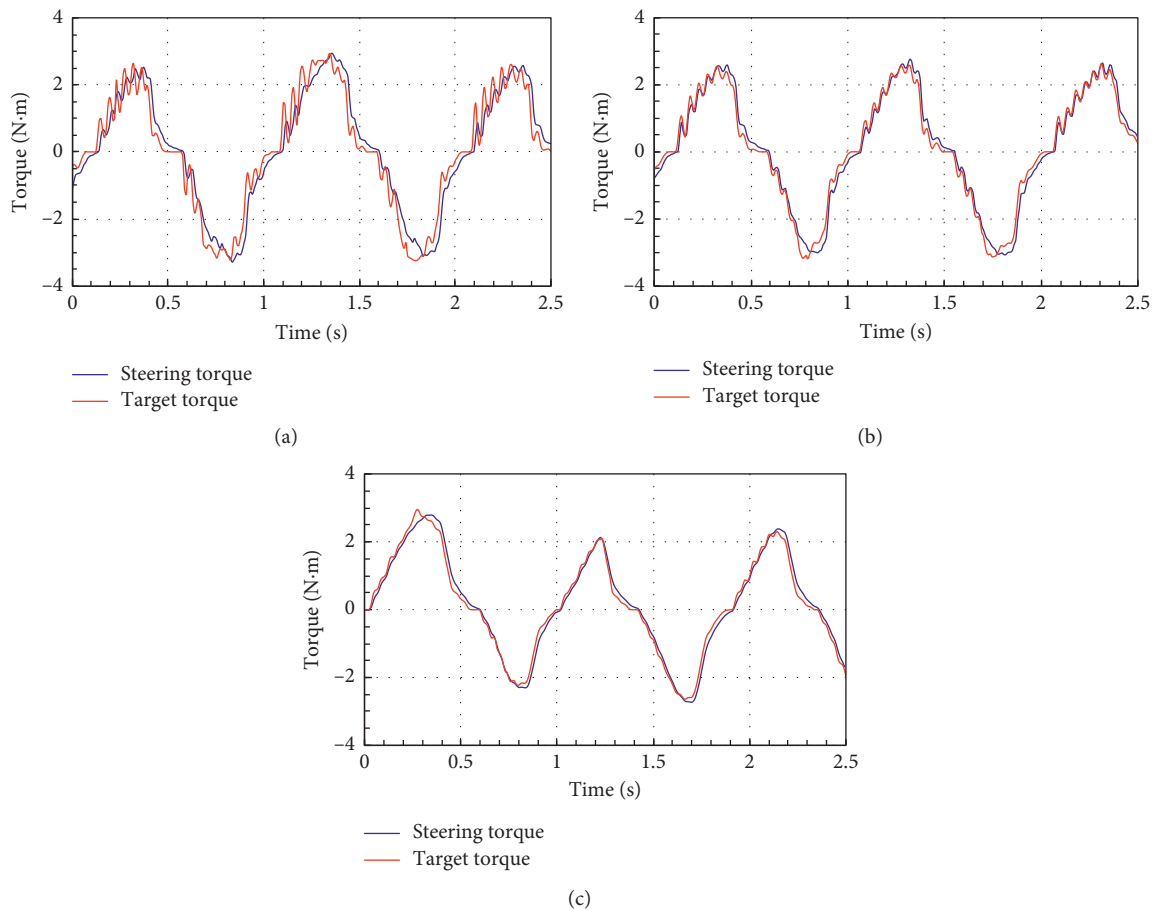 4
2
0
−2
−4
Torque (N·m)
0 0.5 1 1.5 2 2.5
Time (s)
Steering torque
Target torque
(a)
4
2
0
−2
−4
Torque (N·m)
0 0.5 1 1.5 2 2.5
Time (s)
Steering torque
Target torque
(b)
4
2
0
−2
−4
Torque (N·m)
0 0.5 1 1.5 2 2.5
Time (s)
Steering torque
Target torque
(c)